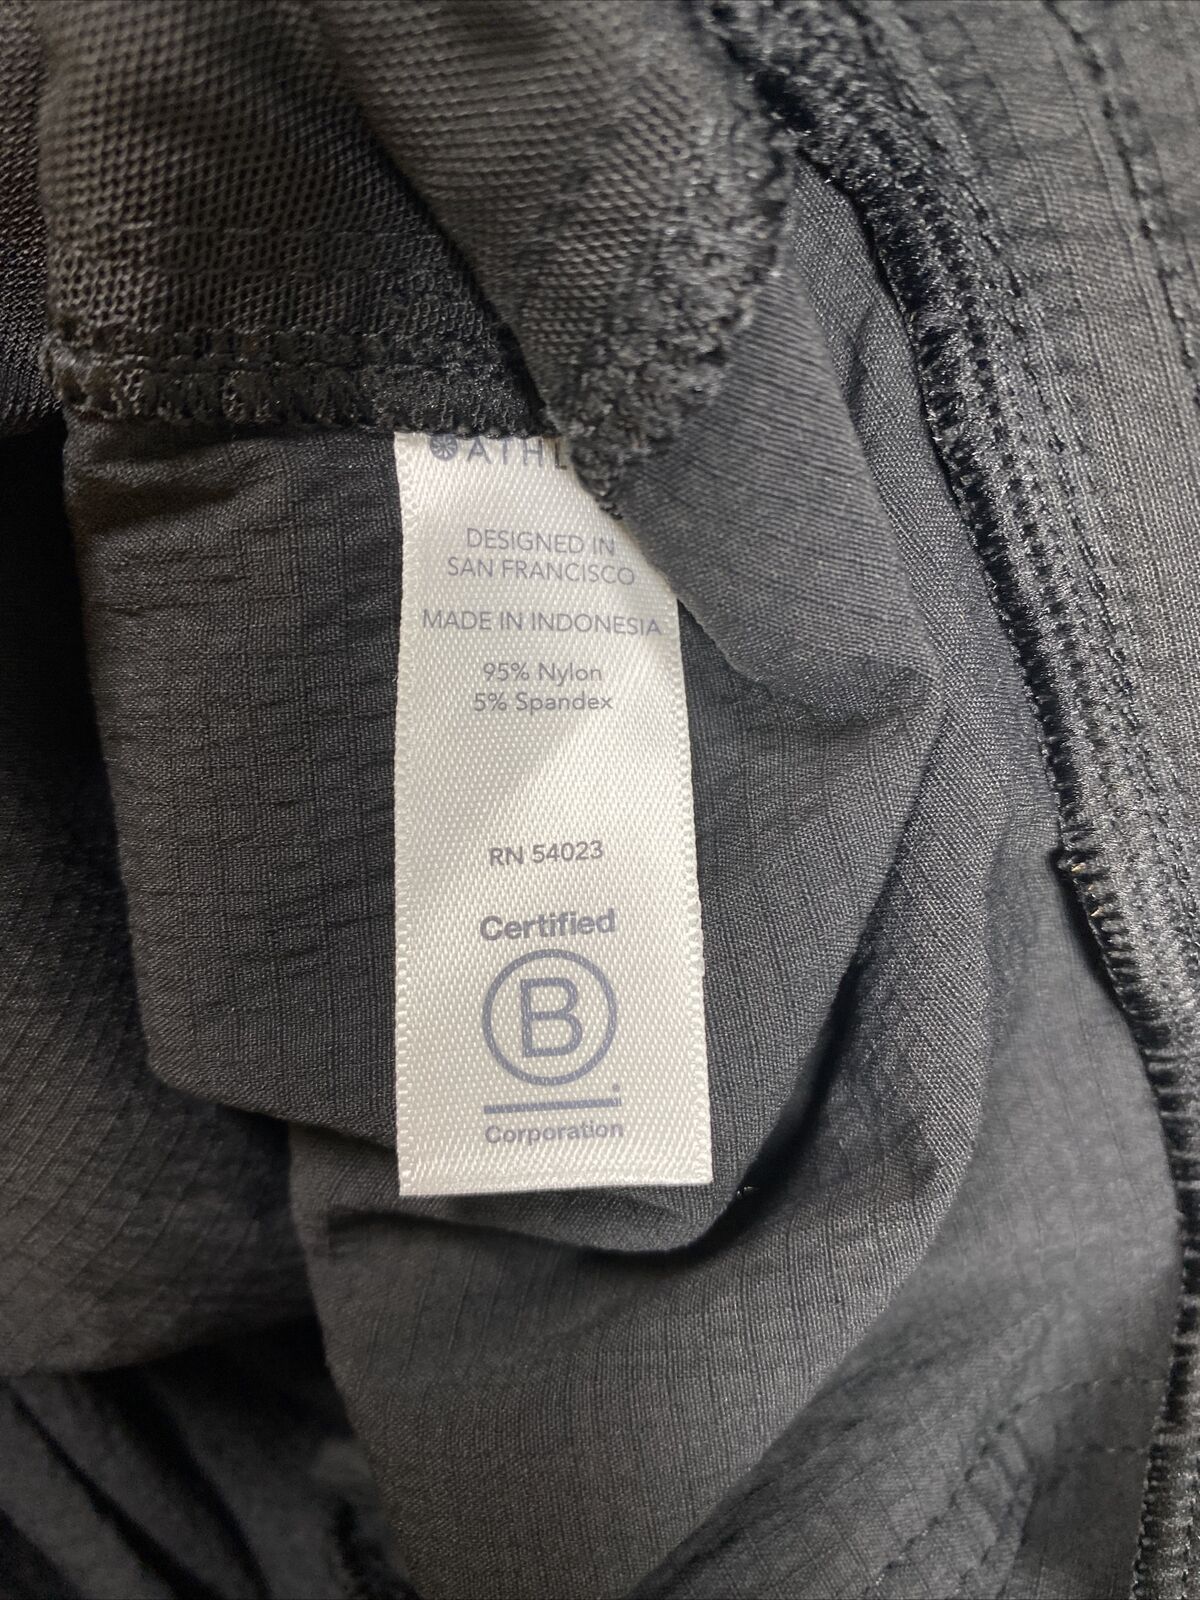 ATHL
DESIGNED IN
SAN FRANCISCO
MADE IN INDONESIA
95% Nylon
5% Spandex
RN 54023
Certified
B
Corporation